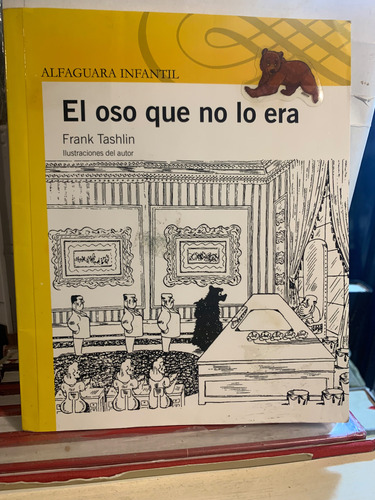 ALFAGUARA INFANTIL
El oso que no lo era
Frank Tashlin
Ilustraciones del autor